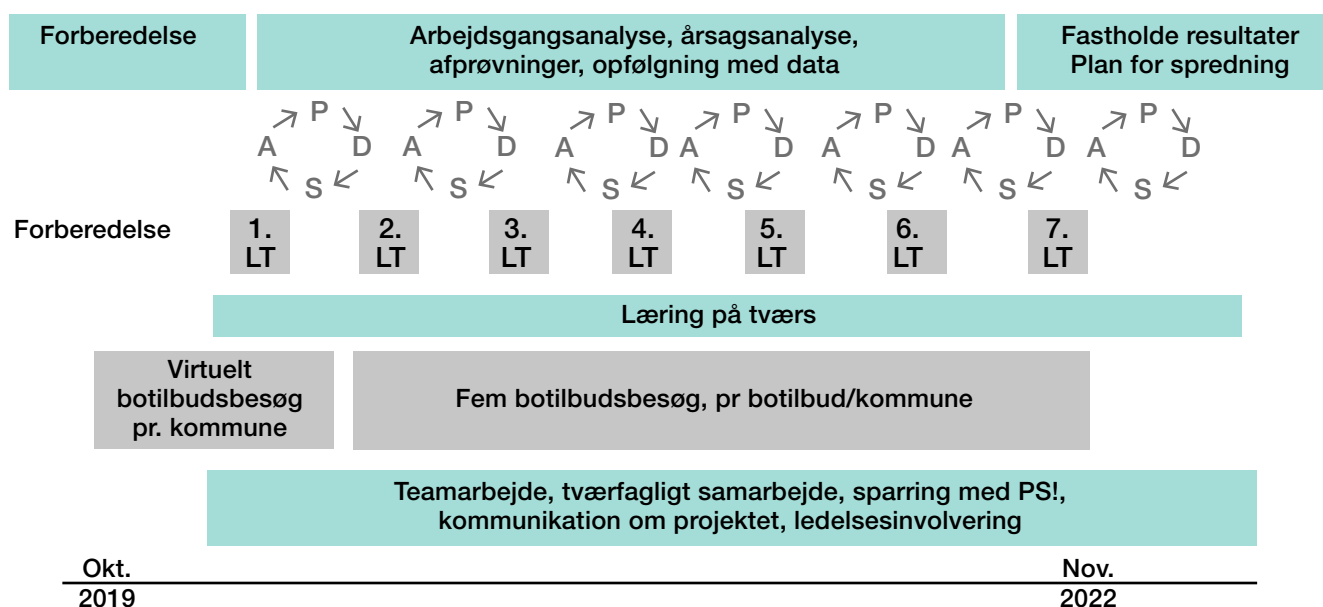 Forberedelse
Arbejdsgangsanalyse, årsagsanalyse,
afprøvninger, opfølgning med data
Fastholde resultater
Plan for spredning
P D S A
P D S A
P D S A
P D S A
P D S A
P D S A
P D S A
Forberedelse
1.
LT
2.
LT
3.
LT
4.
LT
5.
LT
6.
LT
7.
LT
Læring på tværs
Virtuelt
botilbudsbesøg
pr. kommune
Fem botilbudsbesøg, pr botilbud/kommune
Teamarbejde, tværfagligt samarbejde, sparring med PS!,
kommunikation om projektet, ledelsesinvolvering
Okt.
2019
Nov.
2022